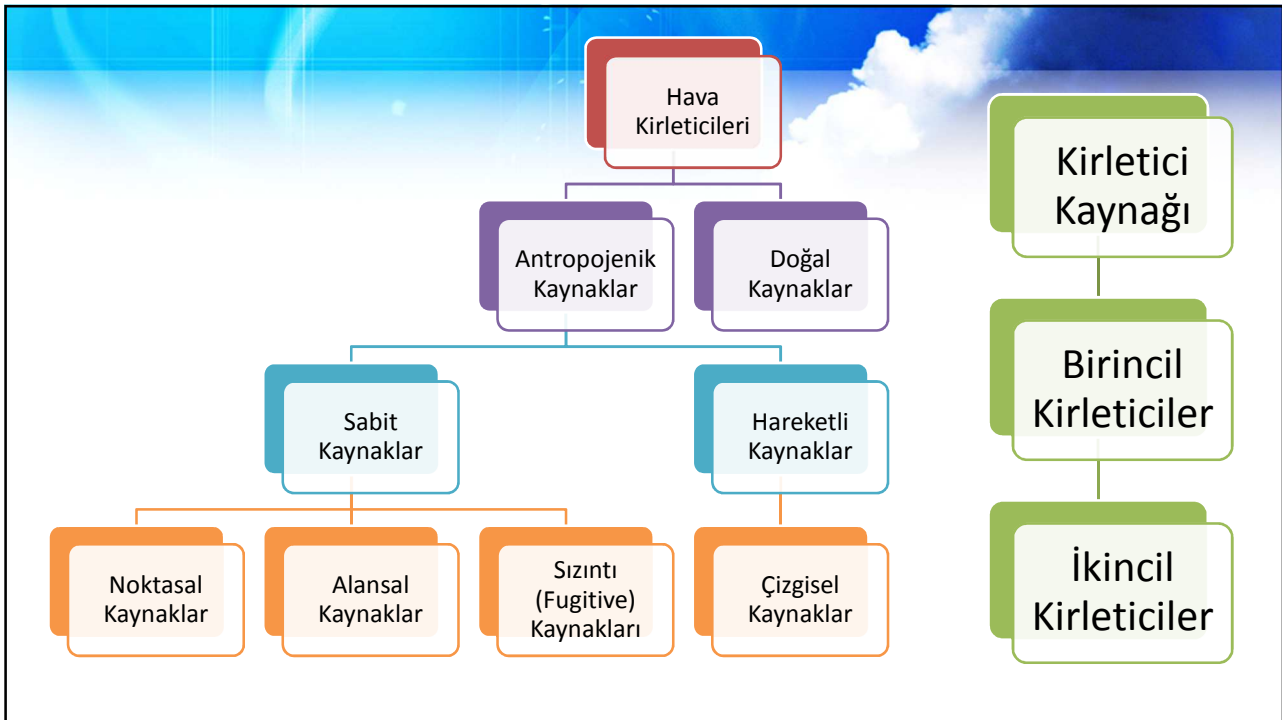 Hava
Kirleticileri
Antropojenik
Kaynaklar
Doğal
Kaynaklar
Sabit
Kaynaklar
Hareketli
Kaynaklar
Noktasal
Kaynaklar
Alansal
Kaynaklar
Sızıntı
(Fugitive)
Kaynakları
Çizgisel
Kaynaklar
Kirletici
Kaynağı
Birincil
Kirleticiler
İkincil
Kirleticiler